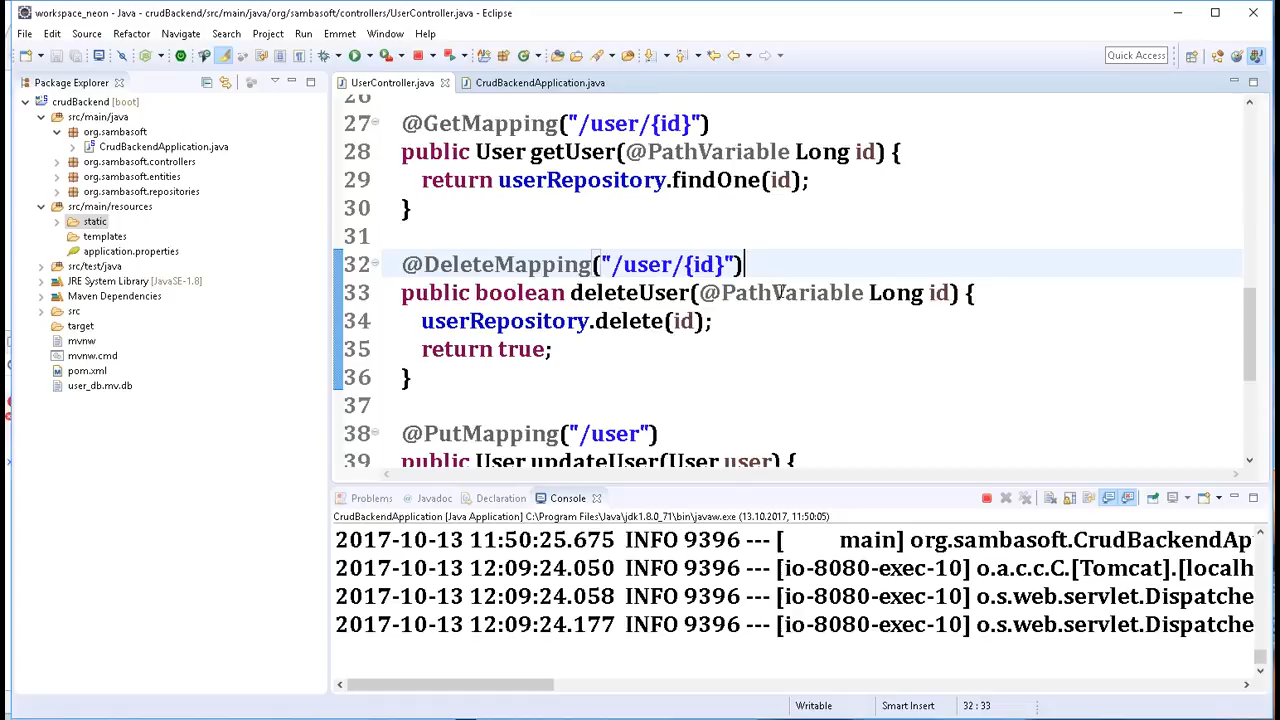 workspace_neon - Java - crudBackend/src/main/java/org/sambasoft/controllers/UserController.java - Eclipse
File Edit Source Refactor Navigate Search Project Run Emmet Window Help
Quick Access
Package Explorer
UserController.java
CrudBackendApplication.java
crudBackend [boot]
src/main/java
org.sambasoft
CrudBackendApplication.java
org.sambasoft.controllers
org.sambasoft.entities
org.sambasoft.repositories
src/main/resources
static
templates
application.properties
src/test/java
JRE System Library [JavaSE-1.8]
Maven Dependencies
src
target
mvnw
mvnw.cmd
pom.xml
user_db.mv.db
26
27 @GetMapping("/user/{id}")
28 public User getUser(@PathVariable Long id) {
29 return userRepository.findOne(id);
30 }
31
32 @DeleteMapping("/user/{id}")
33 public boolean deleteUser(@PathVariable Long id) {
34 userRepository.delete(id);
35 return true;
36 }
37
38 @PutMapping("/user")
39 public User updateUser(User user) {
Problems Javadoc Declaration Console
CrudBackendApplication [Java Application] C:\Program Files\Java\jdk1.8.0_71\bin\javaw.exe (13.10.2017, 11:50:05)
2017-10-13 11:50:25.675 INFO 9396 --- [ main] org.sambasoft.CrudBackendAp
2017-10-13 12:09:24.050 INFO 9396 --- [io-8080-exec-10] o.a.c.c.C.[Tomcat].[localh
2017-10-13 12:09:24.058 INFO 9396 --- [io-8080-exec-10] o.s.web.servlet.Dispatche
2017-10-13 12:09:24.177 INFO 9396 --- [io-8080-exec-10] o.s.web.servlet.Dispatche
Writable Smart Insert 32 : 33